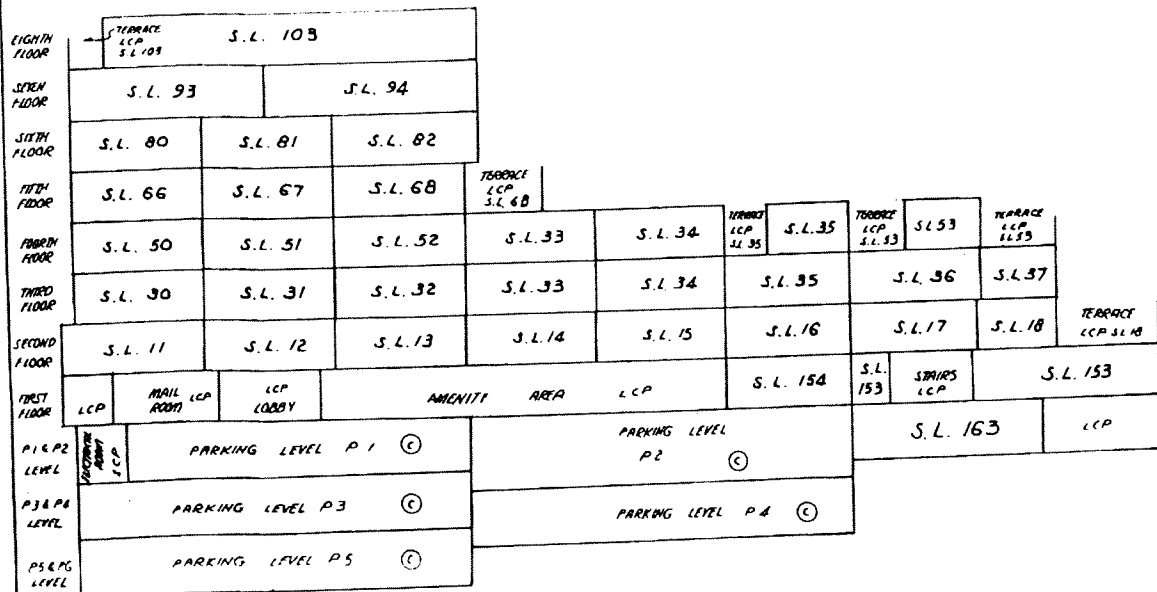 EIGHTH
FLOOR
TERRACE
LCP
S.L 103
S.L. 103
SEVEN
FLOOR
S.L. 93
S.L. 94
SIXTH
FLOOR
S.L. 80
S.L. 81
S.L. 82
FIFTH
FLOOR
S.L. 66
S.L. 67
S.L. 68
TERRACE
LCP
S.L. 68
FOURTH
FLOOR
S.L. 50
S.L. 51
S.L. 52
S.L. 33
S.L. 34
TERRACE
LCP
S.L. 35
S.L. 35
TERRACE
LCP
S.L. 53
SL 53
TERRACE
LCP
SL 53
THIRD
FLOOR
S.L. 30
S.L. 31
S.L. 32
S.L. 33
S.L. 34
S.L. 35
S.L. 36
S.L. 37
SECOND
FLOOR
S.L. 11
S.L. 12
S.L. 13
S.L. 14
S.L. 15
S.L. 16
S.L. 17
S.L. 18
TERRACE
LCP SL 18
FIRST
FLOOR
LCP
MAIL LCP
ROOM
LCP
LOBBY
AMENITY AREA LCP
S.L. 154
S.L.
153
STAIRS
LCP
S.L. 153
P1 & P2
LEVEL
ROOM
LCP
PARKING LEVEL P1 Ⓒ
PARKING LEVEL
P2 Ⓒ
S.L. 163
LCP
P3 & P4
LEVEL
PARKING LEVEL P3 Ⓒ
PARKING LEVEL P4 Ⓒ
P5 & P6
LEVEL
PARKING LEVEL P5 Ⓒ